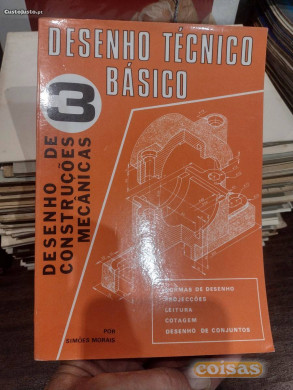 CustoJusto.pt
DESENHO TÉCNICO
BÁSICO
3
DESENHO DE
CONSTRUCÇÕES
MECÂNICAS
NORMAS DE DESENHO
PROJECÇÕES
LEITURA
COTAGEM
DESENHO DE CONJUNTOS
POR
SIMÕES MORAIS
coisas